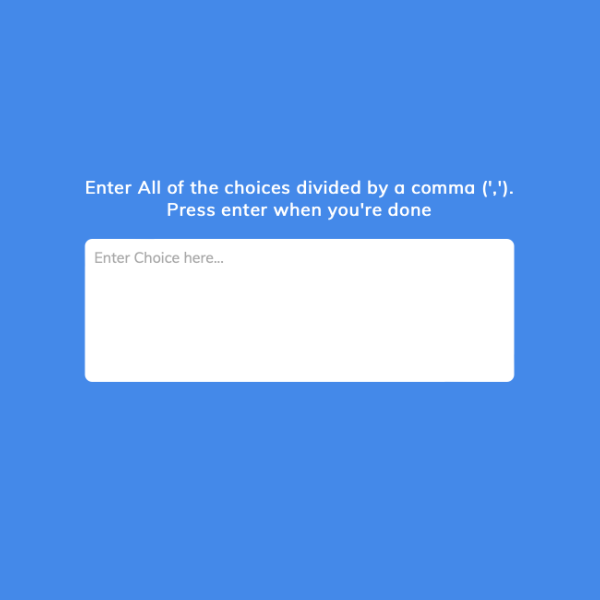 Enter All of the choices divided by a comma (',').
Press enter when you're done
Enter Choice here...